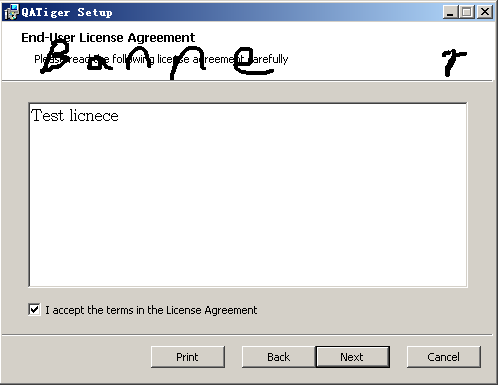 QATiger Setup
End-User License Agreement
Please read the following license agreement carefully
Banner
Test licnece
I accept the terms in the License Agreement
Print
Back
Next
Cancel